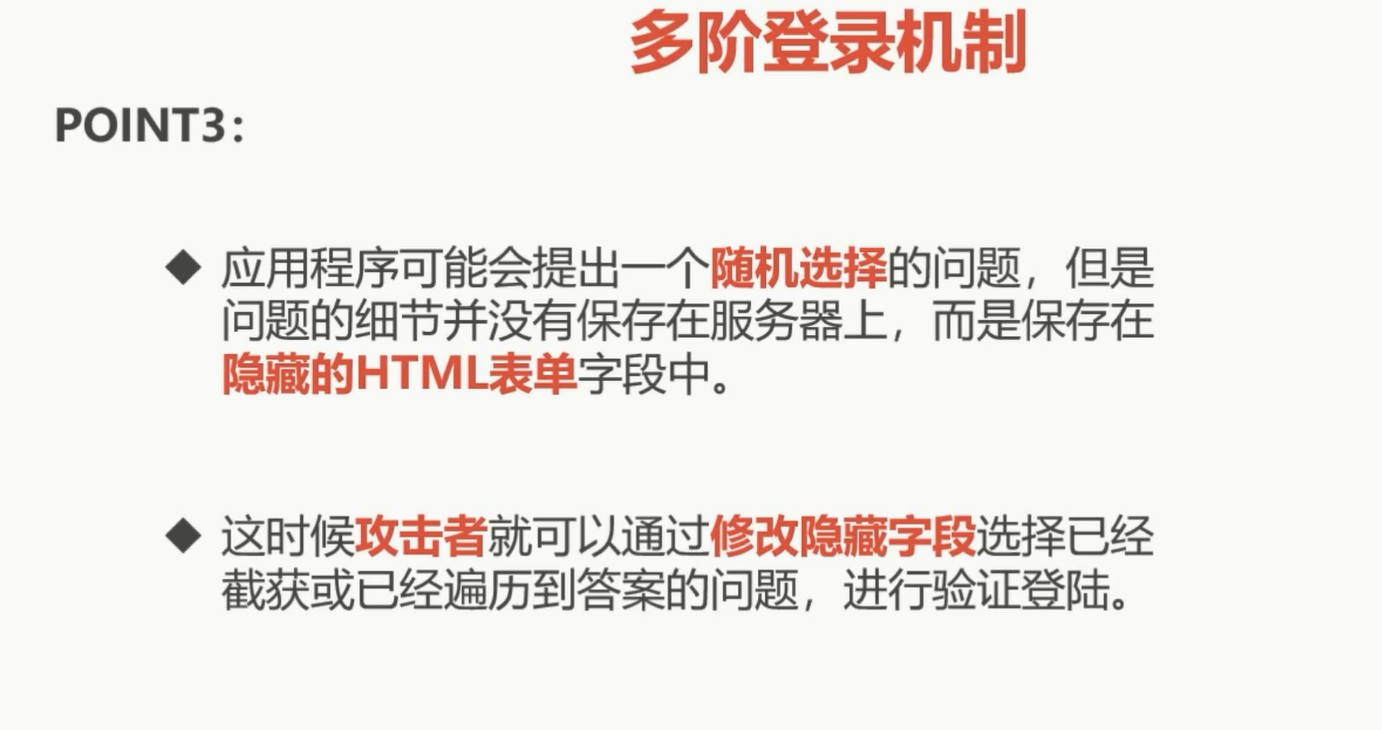 多阶登录机制
POINT3：
◆ 应用程序可能会提出一个随机选择的问题，但是
问题的细节并没有保存在服务器上，而是保存在
隐藏的HTML表单字段中。
◆ 这时候攻击者就可以通过修改隐藏字段选择已经
截获或已经遍历到答案的问题，进行验证登陆。